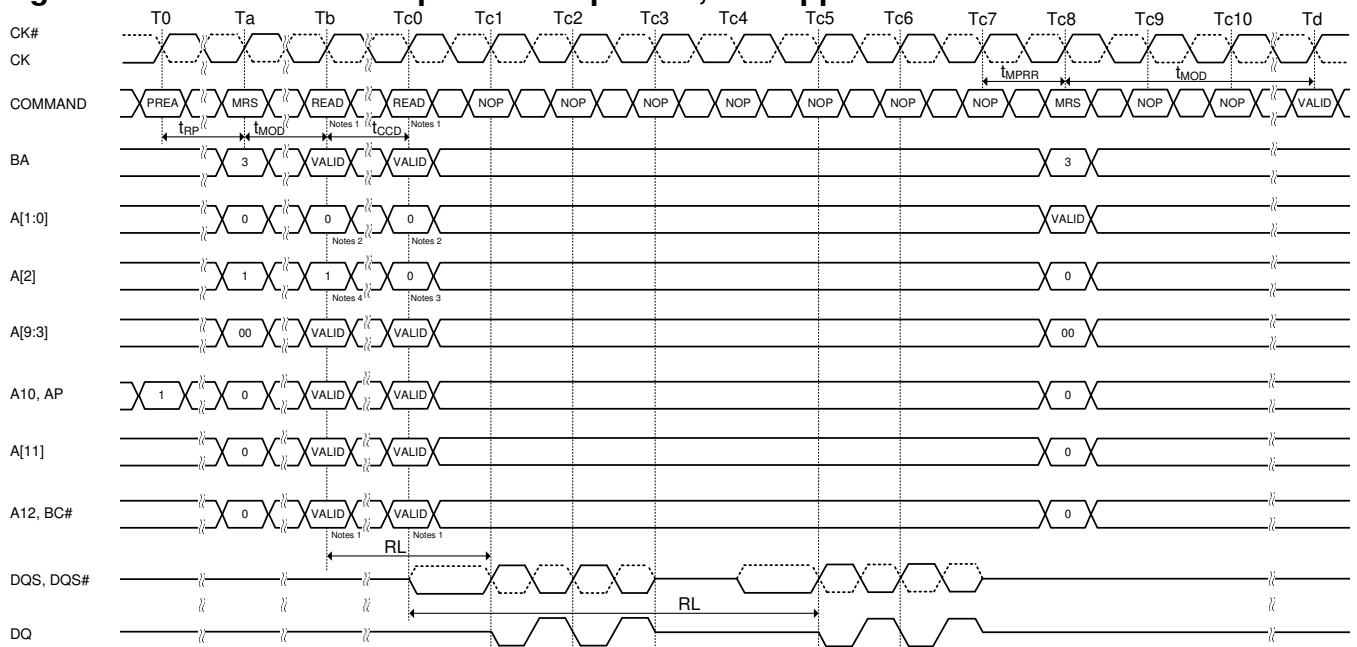 T0 Ta Tb Tc0 Tc1 Tc2 Tc3 Tc4 Tc5 Tc6 Tc7 Tc8 Tc9 Tc10 Td
CK#
CK
tMPRR tMOD
COMMAND PREA MRS READ READ NOP NOP NOP NOP NOP NOP NOP MRS NOP NOP VALID
Notes 1 Notes 1
tRP tMOD tCCD
BA 3 VALID VALID 3
A[1:0] 0 0 0 VALID
Notes 2 Notes 2
A[2] 1 1 0 0
Notes 4 Notes 3
A[9:3] 00 VALID VALID 00
A10, AP 1 0 VALID VALID 0
A[11] 0 VALID VALID 0
A12, BC# 0 VALID VALID 0
Notes 1 Notes 1
RL
DQS, DQS#
RL
DQ